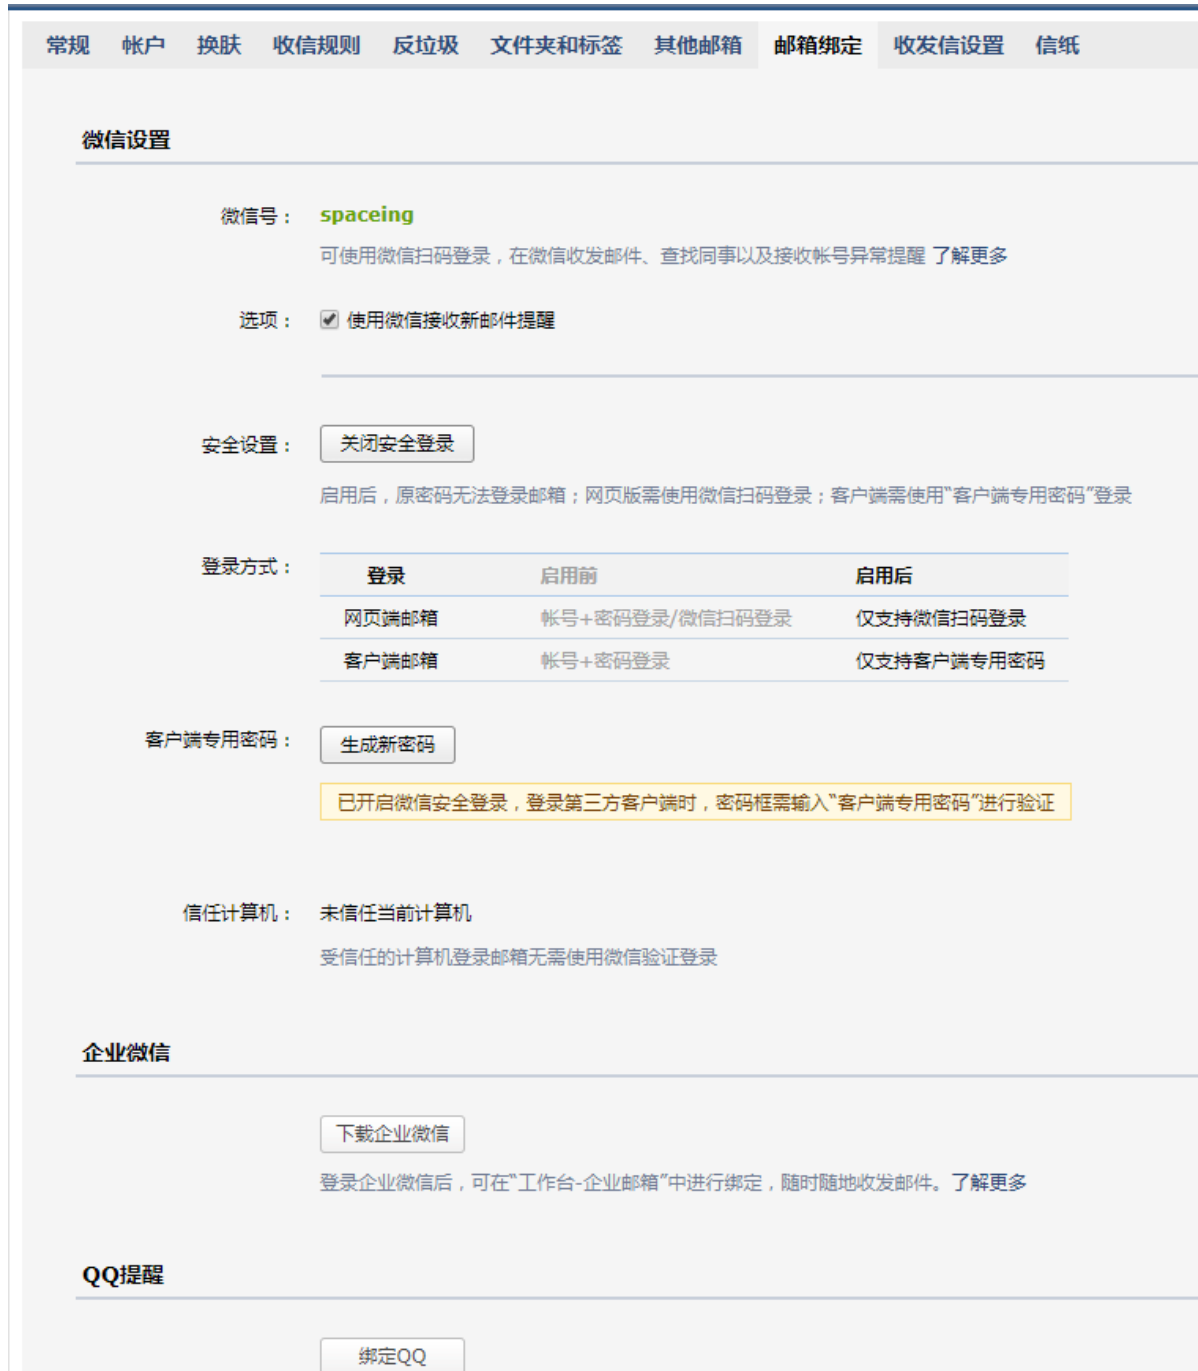 常规 帐户 换肤 收信规则 反垃圾 文件夹和标签 其他邮箱 邮箱绑定 收发信设置 信纸
微信设置
微信号： spaceing
可使用微信扫码登录，在微信收发邮件、查找同事以及接收帐号异常提醒 了解更多
选项： 使用微信接收新邮件提醒
安全设置： 关闭安全登录
启用后，原密码无法登录邮箱；网页版需使用微信扫码登录；客户端需使用“客户端专用密码”登录
登录方式： 登录 启用前 启用后
网页端邮箱 帐号+密码登录/微信扫码登录 仅支持微信扫码登录
客户端邮箱 帐号+密码登录 仅支持客户端专用密码
客户端专用密码： 生成新密码
已开启微信安全登录，登录第三方客户端时，密码框需输入“客户端专用密码”进行验证
信任计算机： 未信任当前计算机
受信任的计算机登录邮箱无需使用微信验证登录
企业微信
下载企业微信
登录企业微信后，可在“工作台-企业邮箱”中进行绑定，随时随地收发邮件。了解更多
QQ提醒
绑定QQ